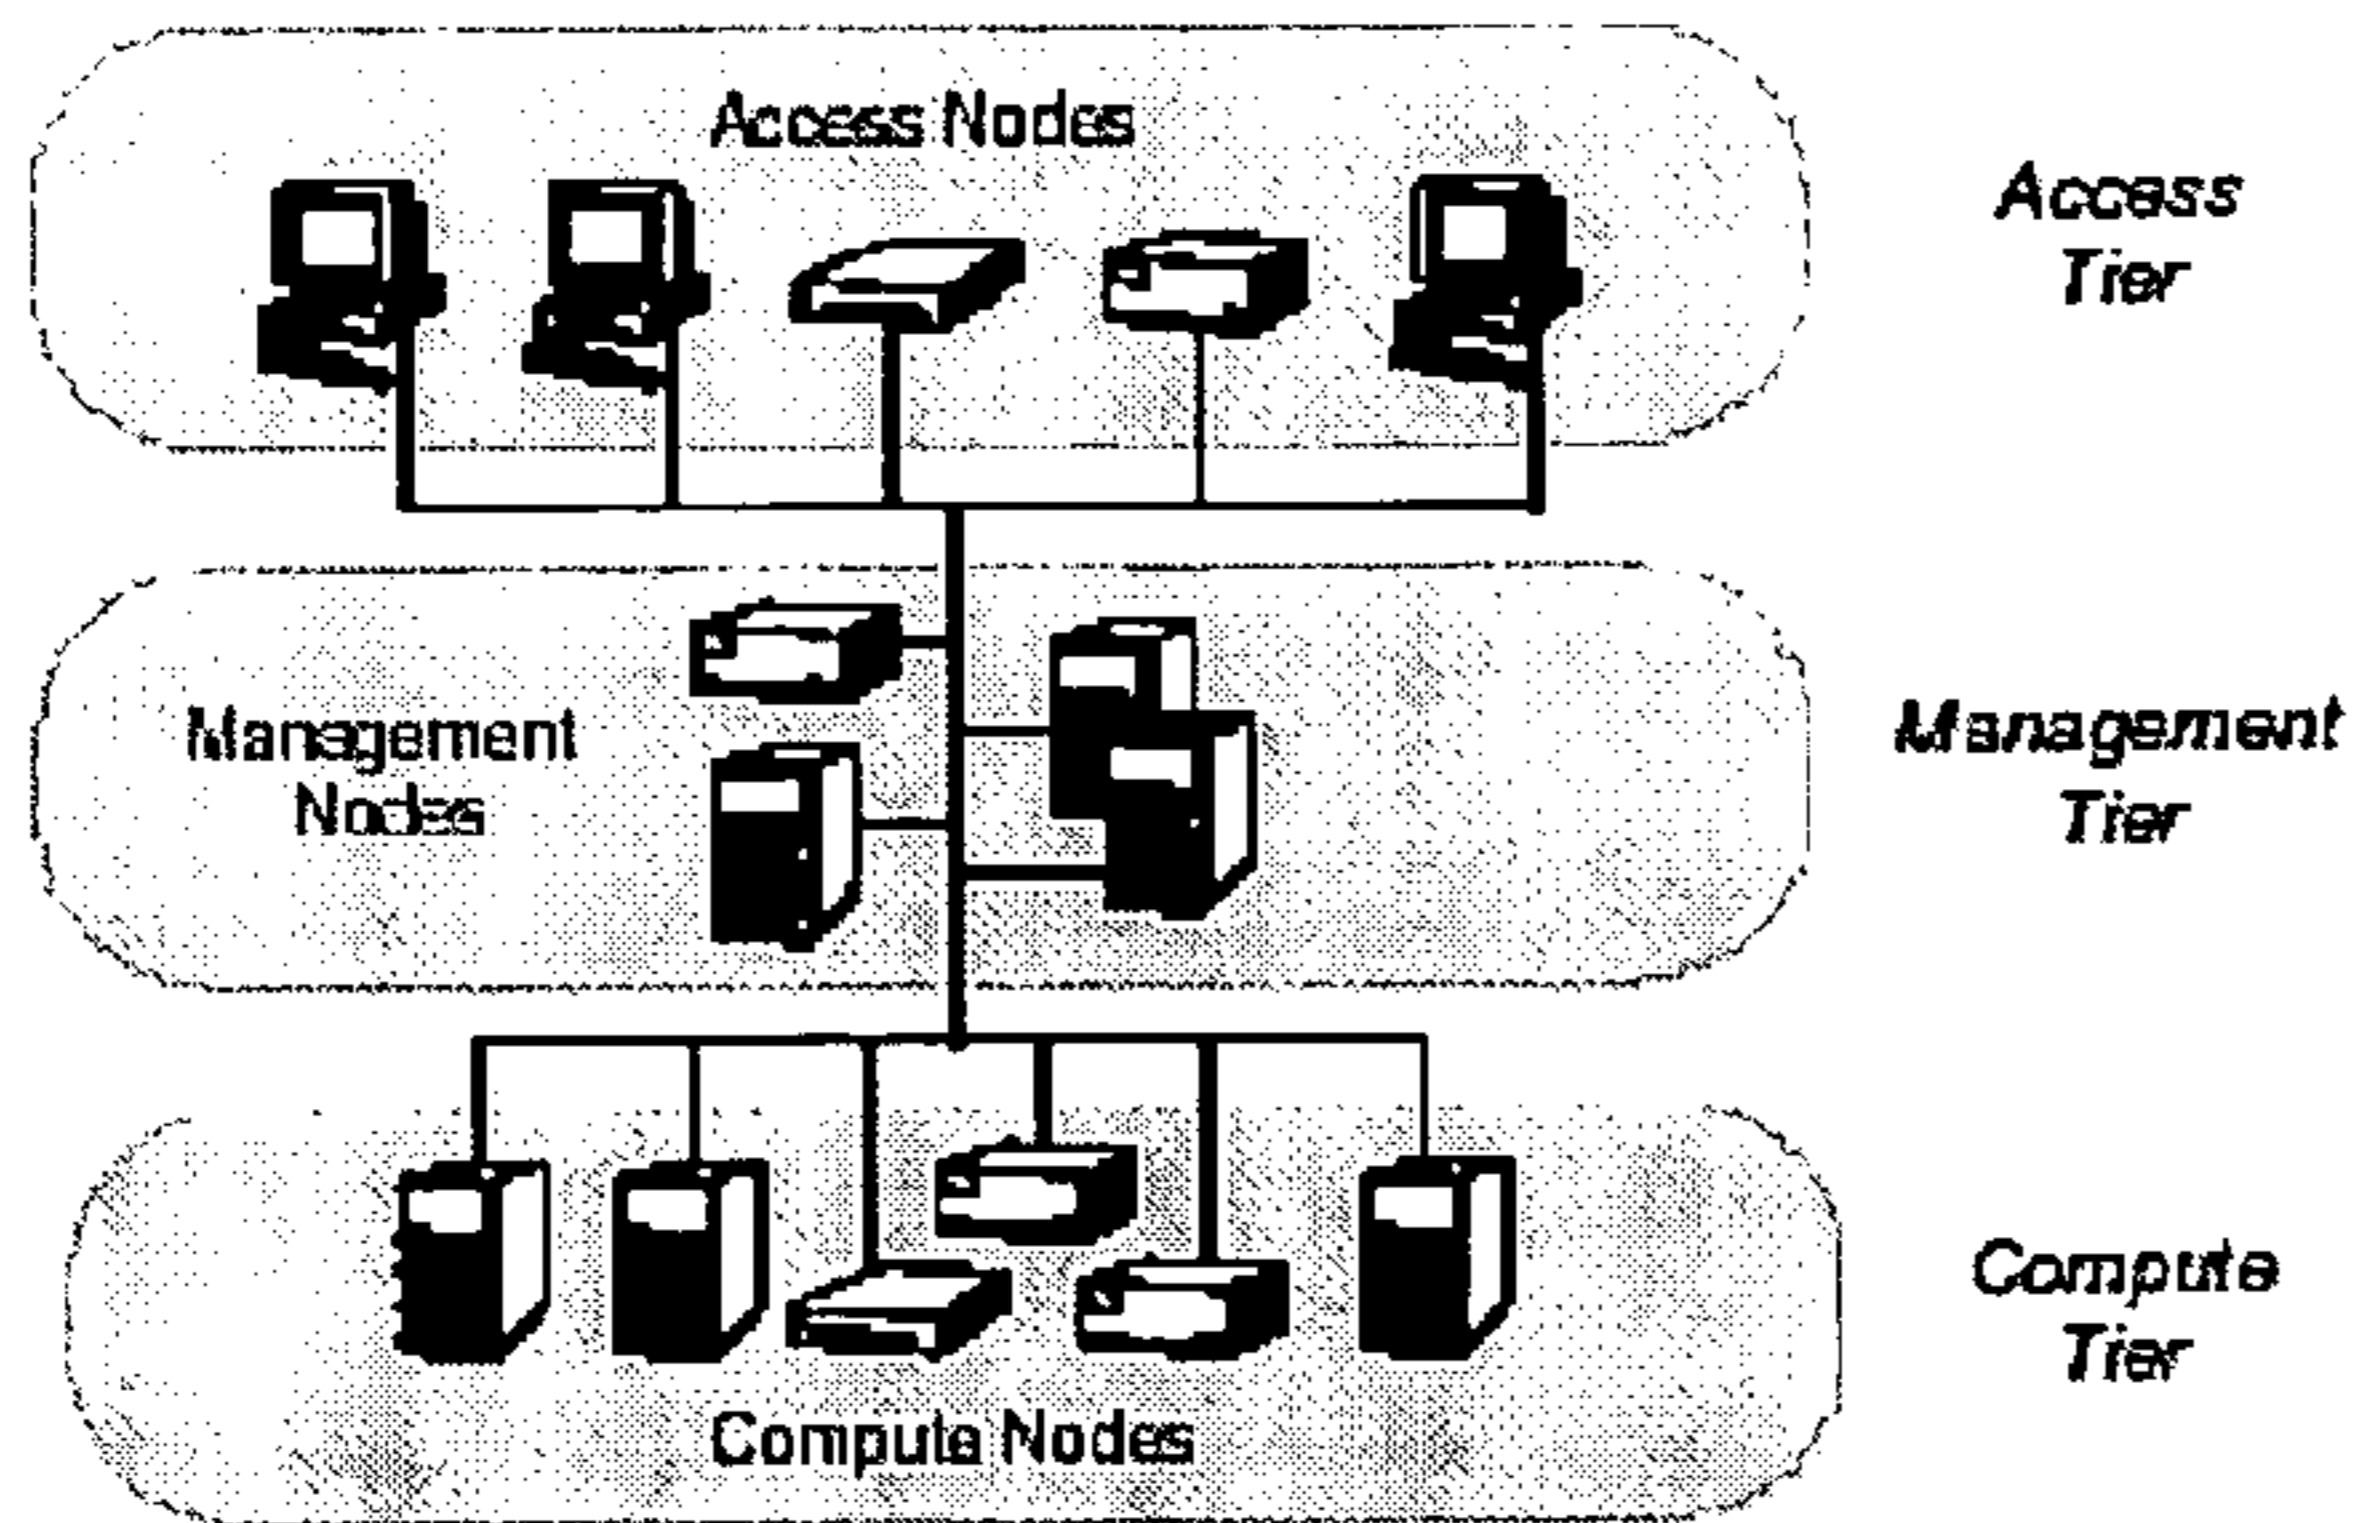 Access Nodes
Access
Tier
Management
Nodes
Management
Tier
Compute
Tier
Compute Nodes